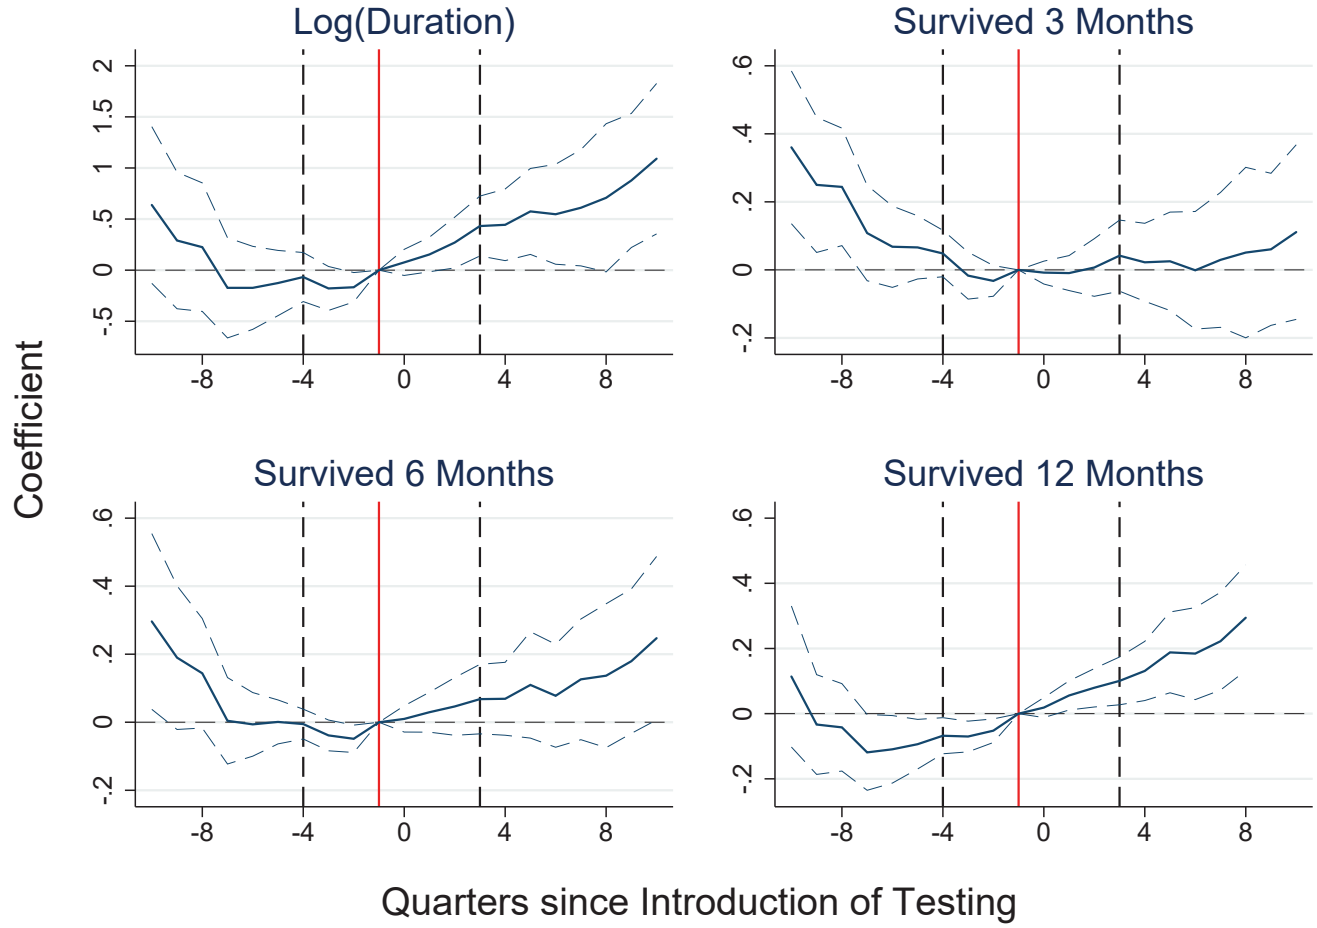 Log(Duration)
2
1.5
1
.5
0
-.5
-8 -4 0 4 8
Survived 3 Months
.6
.4
.2
0
-.2
-8 -4 0 4 8
Coefficient
Survived 6 Months
.6
.4
.2
0
-.2
-8 -4 0 4 8
Survived 12 Months
.6
.4
.2
0
-.2
-8 -4 0 4 8
Quarters since Introduction of Testing